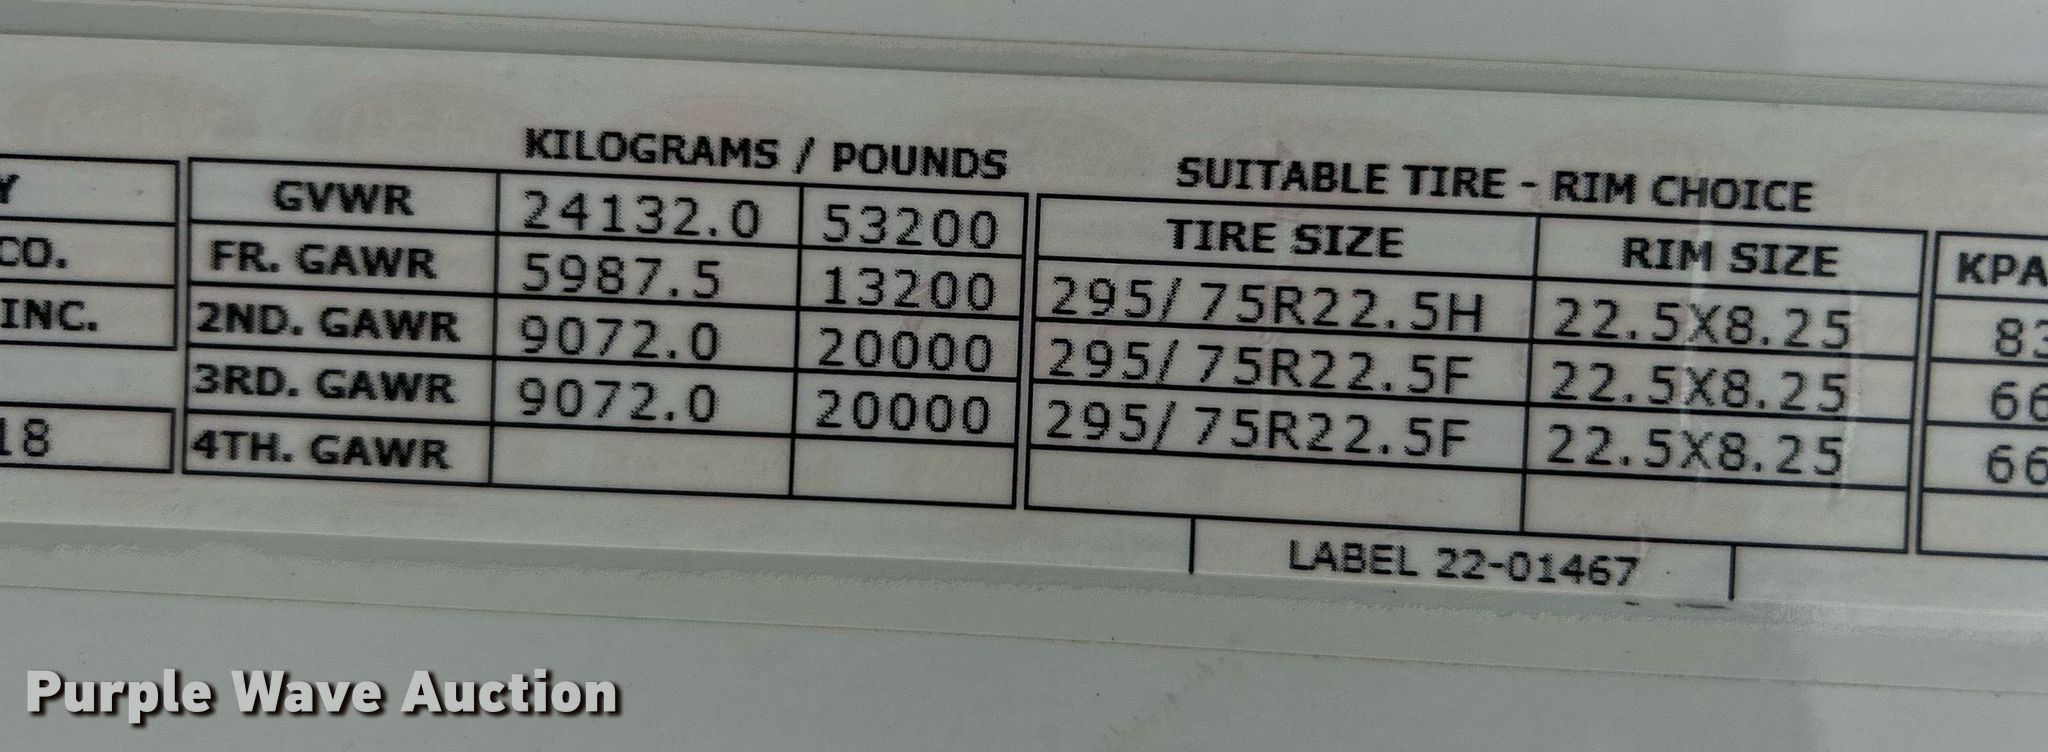 KILOGRAMS / POUNDS
SUITABLE TIRE - RIM CHOICE
Y GVWR 24132.0 53200 TIRE SIZE RIM SIZE KPA
CO. FR. GAWR 5987.5 13200 295/75R22.5H 22.5X8.25 83
INC. 2ND. GAWR 9072.0 20000 295/75R22.5F 22.5X8.25 66
3RD. GAWR 9072.0 20000 295/75R22.5F 22.5X8.25 66
18 4TH. GAWR
LABEL 22-01467
Purple Wave Auction